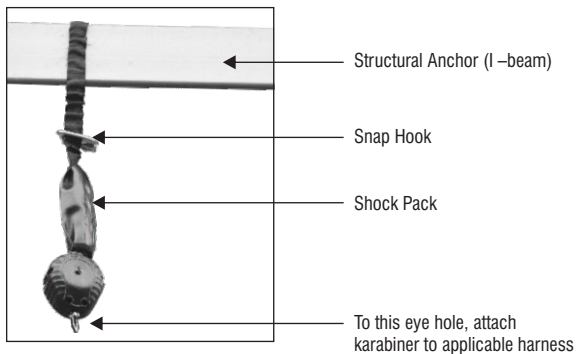 Structural Anchor (I –beam)
Snap Hook
Shock Pack
To this eye hole, attach
karabiner to applicable harness